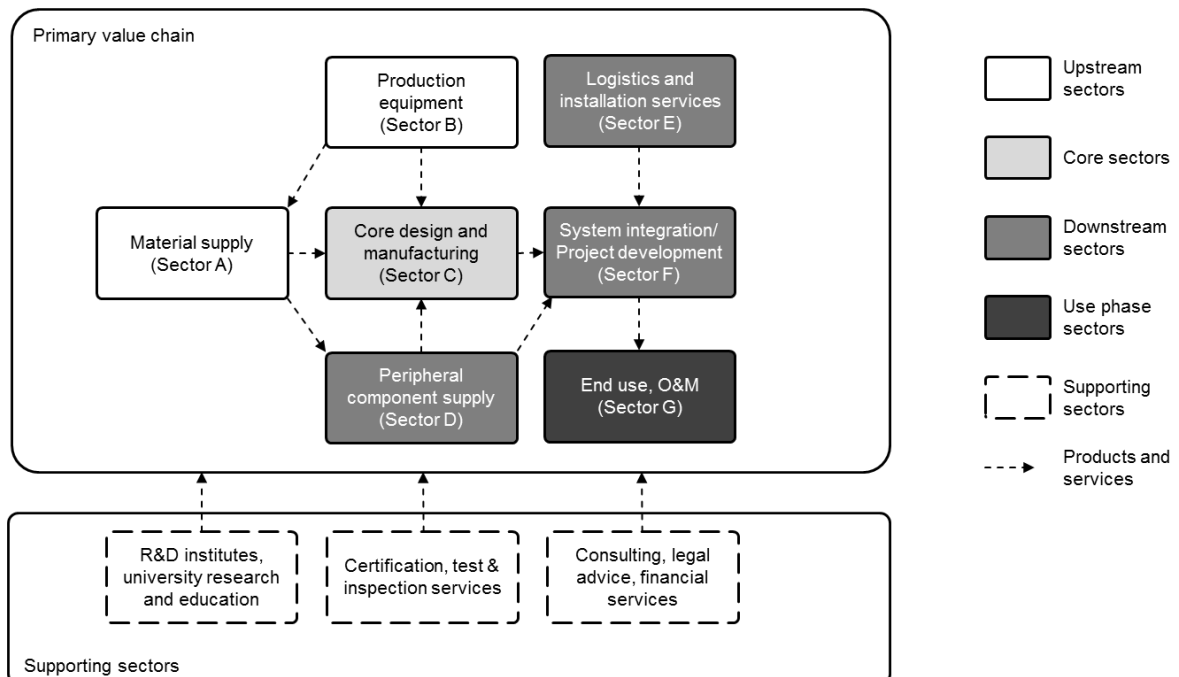 Primary value chain
Production
equipment
(Sector B)
Logistics and
installation services
(Sector E)
Material supply
(Sector A)
Core design and
manufacturing
(Sector C)
System integration/
Project development
(Sector F)
Peripheral
component supply
(Sector D)
End use, O&M
(Sector G)
Upstream
sectors
Core sectors
Downstream
sectors
Use phase
sectors
Supporting
sectors
Products and
services
R&D institutes,
university research
and education
Certification, test &
inspection services
Consulting, legal
advice, financial
services
Supporting sectors